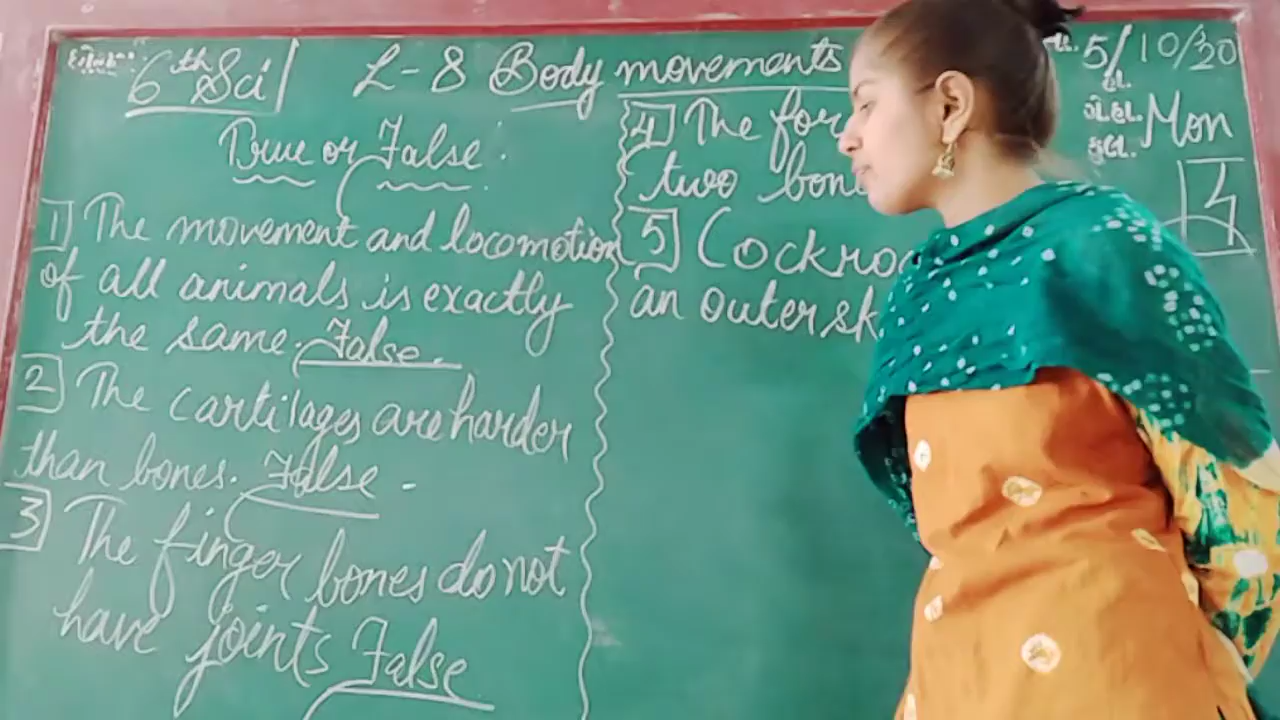 6th Sci
L-8 Body movements
5/10/20
Mon
4
True or False.
1] The movement and locomotion
of all animals is exactly
the same. False.
2] The cartilages are harder
than bones. False.
3] The finger bones do not
have joints False
4] The for
two bon
5] Cockro
an outer sk